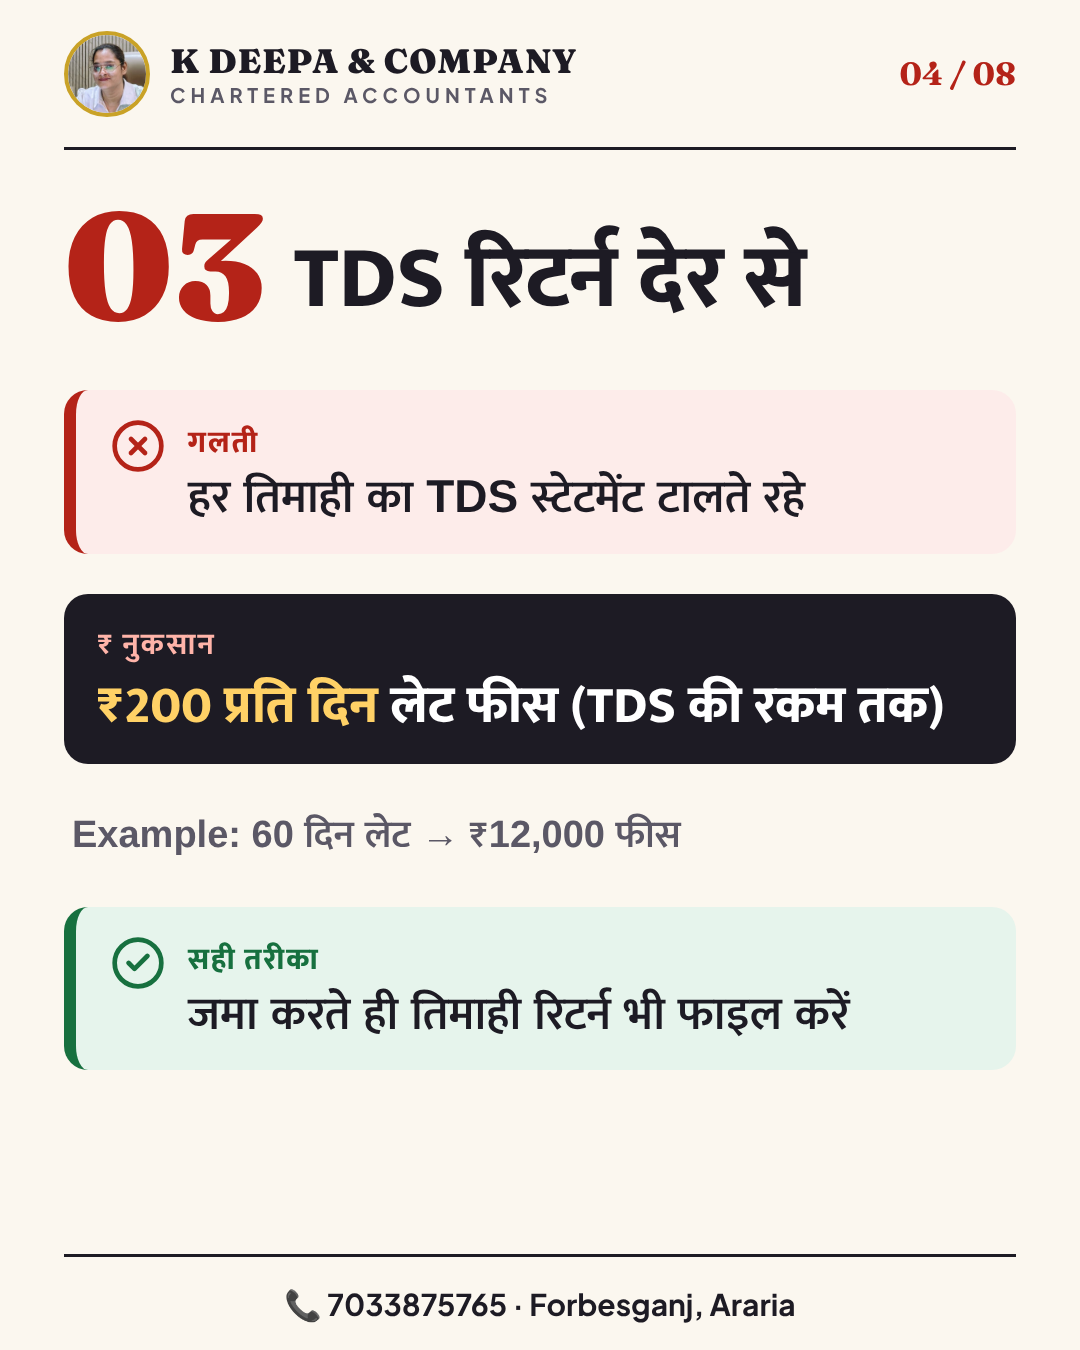 K DEEPA & COMPANY
CHARTERED ACCOUNTANTS
04 / 08
03 TDS रिटर्न देर से
गलती
हर तिमाही का TDS स्टेटमेंट टालते रहे
₹ नुकसान
₹200 प्रति दिन लेट फीस (TDS की रकम तक)
Example: 60 दिन लेट → ₹12,000 फीस
सही तरीका
जमा करते ही तिमाही रिटर्न भी फाइल करें
📞 7033875765 · Forbesganj, Araria